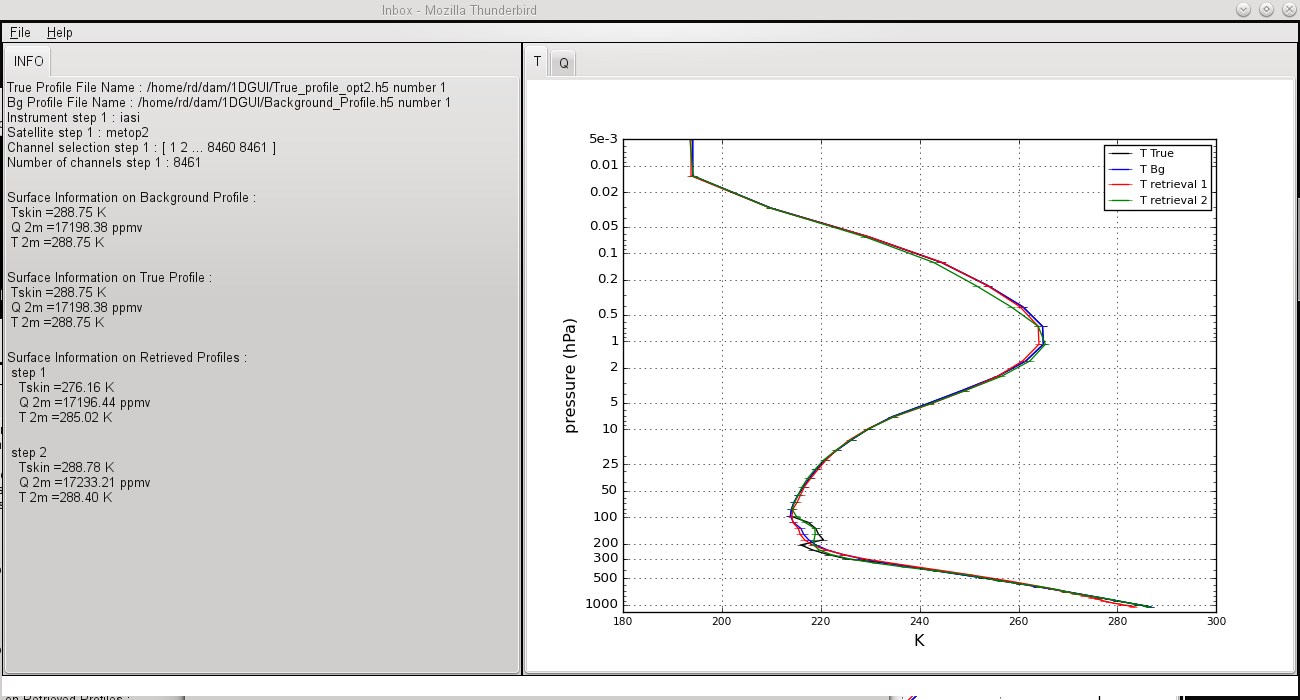 Inbox - Mozilla Thunderbird
File Help
INFO
True Profile File Name : /home/rd/dam/1DGUI/True_profile_opt2.h5 number 1
Bg Profile File Name : /home/rd/dam/1DGUI/Background_Profile.h5 number 1
Instrument step 1 : iasi
Satellite step 1 : metop2
Channel selection step 1 : [ 1 2 ... 8460 8461 ]
Number of channels step 1 : 8461
Surface Information on Background Profile :
Tskin =288.75 K
Q 2m =17198.38 ppmv
T 2m =288.75 K
Surface Information on True Profile :
Tskin =288.75 K
Q 2m =17198.38 ppmv
T 2m =288.75 K
Surface Information on Retrieved Profiles :
step 1
Tskin =276.16 K
Q 2m =17196.44 ppmv
T 2m =285.02 K
step 2
Tskin =288.78 K
Q 2m =17233.21 ppmv
T 2m =288.40 K
T Q
5e-3
0.01
0.02
0.05
0.1
0.2
0.5
1
2
5
10
25
50
100
200
300
500
1000
pressure (hPa)
T True
T Bg
T retrieval 1
T retrieval 2
180 200 220 240 260 280 300
K
on Retrieved Profiles :